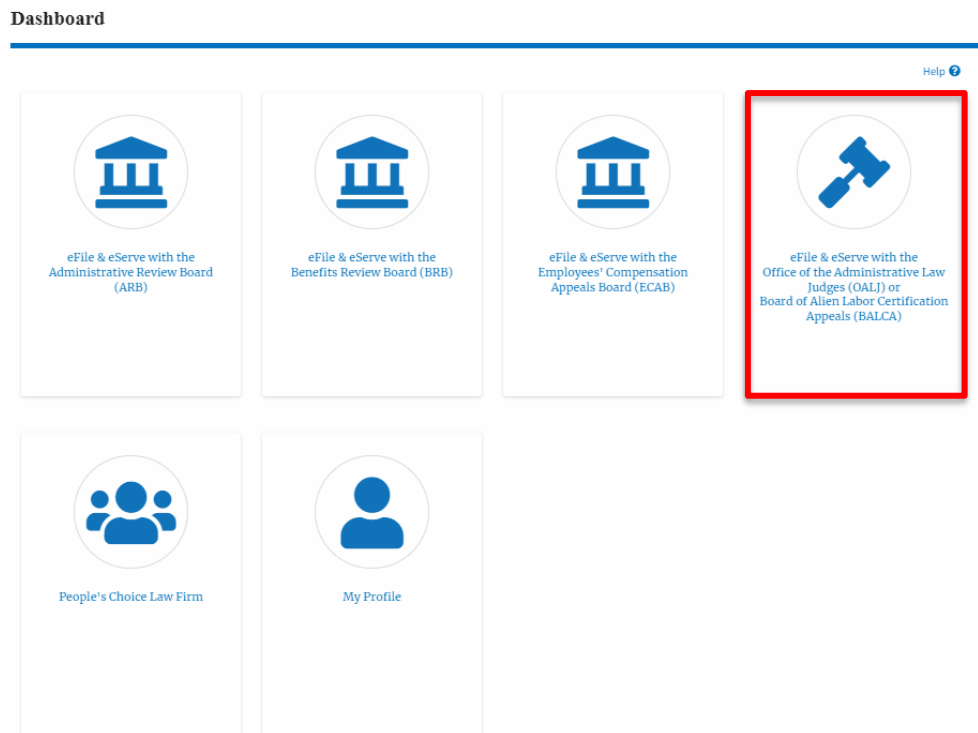 Dashboard
Help
eFile & eServe with the
Administrative Review Board
(ARB)
eFile & eServe with the
Benefits Review Board (BRB)
eFile & eServe with the
Employees' Compensation
Appeals Board (ECAB)
eFile & eServe with the
Office of the Administrative Law
Judges (OALJ) or
Board of Alien Labor Certification
Appeals (BALCA)
People's Choice Law Firm
My Profile